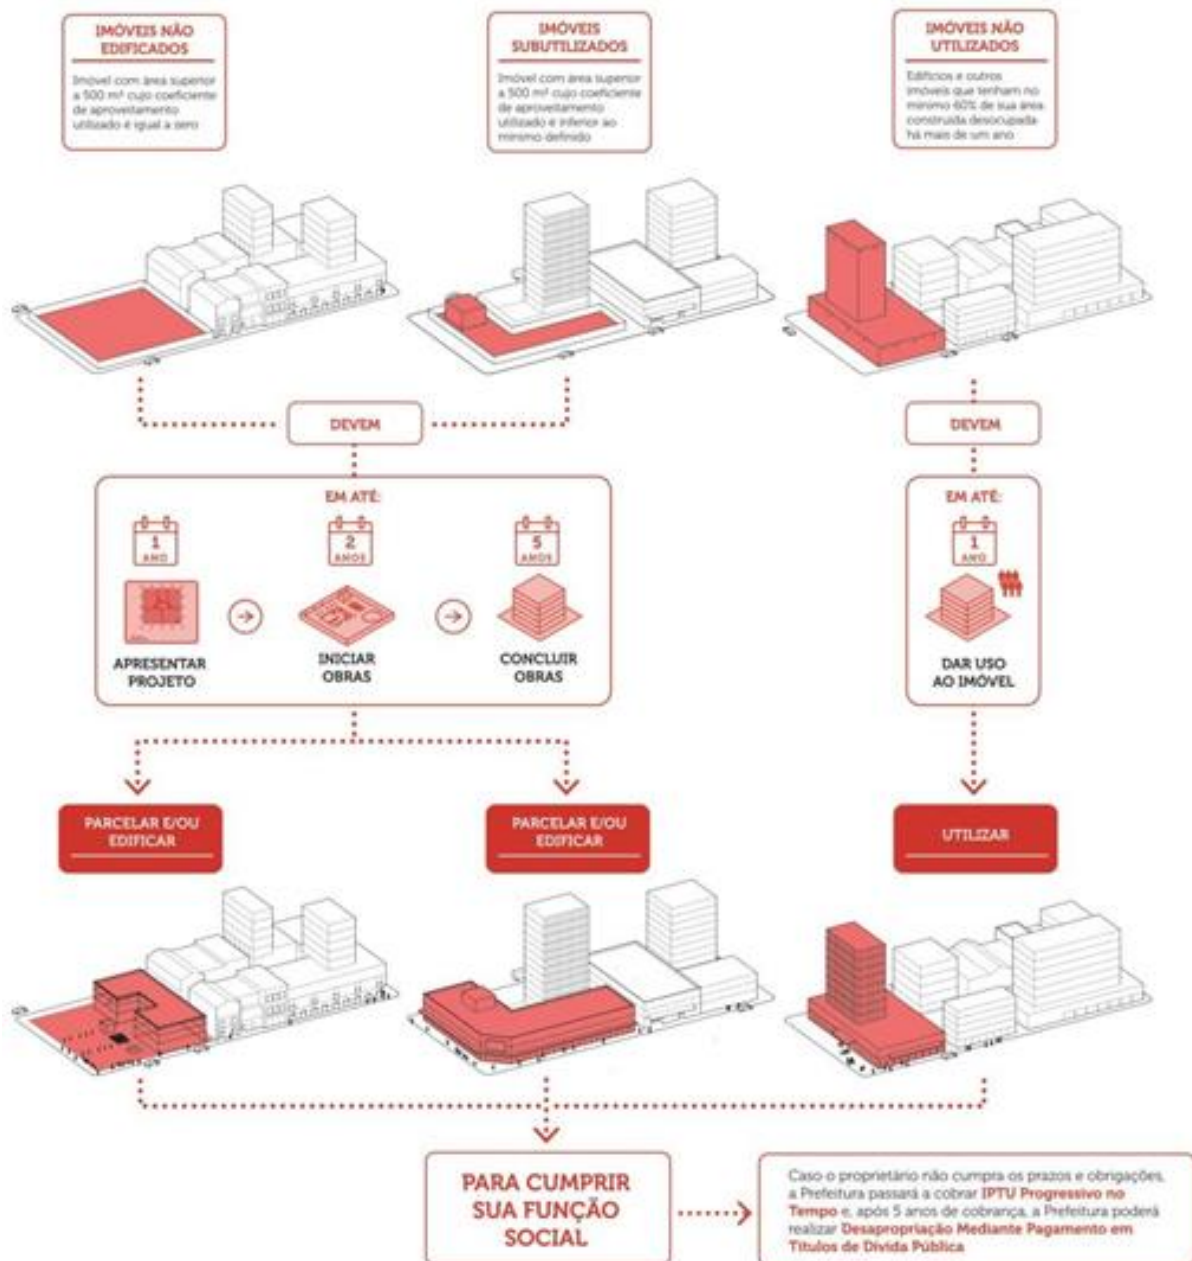 IMÓVEIS NÃO
EDIFICADOS
Imóvel com área superior
a 500 m² cujo coeficiente
de aproveitamento
utilizado é igual a zero
IMÓVEIS
SUBUTILIZADOS
Imóvel com área superior
a 500 m² cujo coeficiente
de aproveitamento
utilizado é inferior ao
mínimo definido
IMÓVEIS NÃO
UTILIZADOS
Edifícios e outros
imóveis que tenham no
mínimo 60% de sua área
construída desocupada
há mais de um ano
DEVEM
DEVEM
EM ATÉ:
1
ANO
2
ANOS
5
ANOS
APRESENTAR
PROJETO
INICIAR
OBRAS
CONCLUIR
OBRAS
EM ATÉ:
1
ANO
DAR USO
AO IMÓVEL
PARCELAR E/OU
EDIFICAR
PARCELAR E/OU
EDIFICAR
UTILIZAR
PARA CUMPRIR
SUA FUNÇÃO
SOCIAL
Caso o proprietário não cumpra os prazos e obrigações,
a Prefeitura passará a cobrar IPTU Progressivo no
Tempo e, após 5 anos de cobrança, a Prefeitura poderá
realizar Desapropriação Mediante Pagamento em
Títulos de Dívida Pública